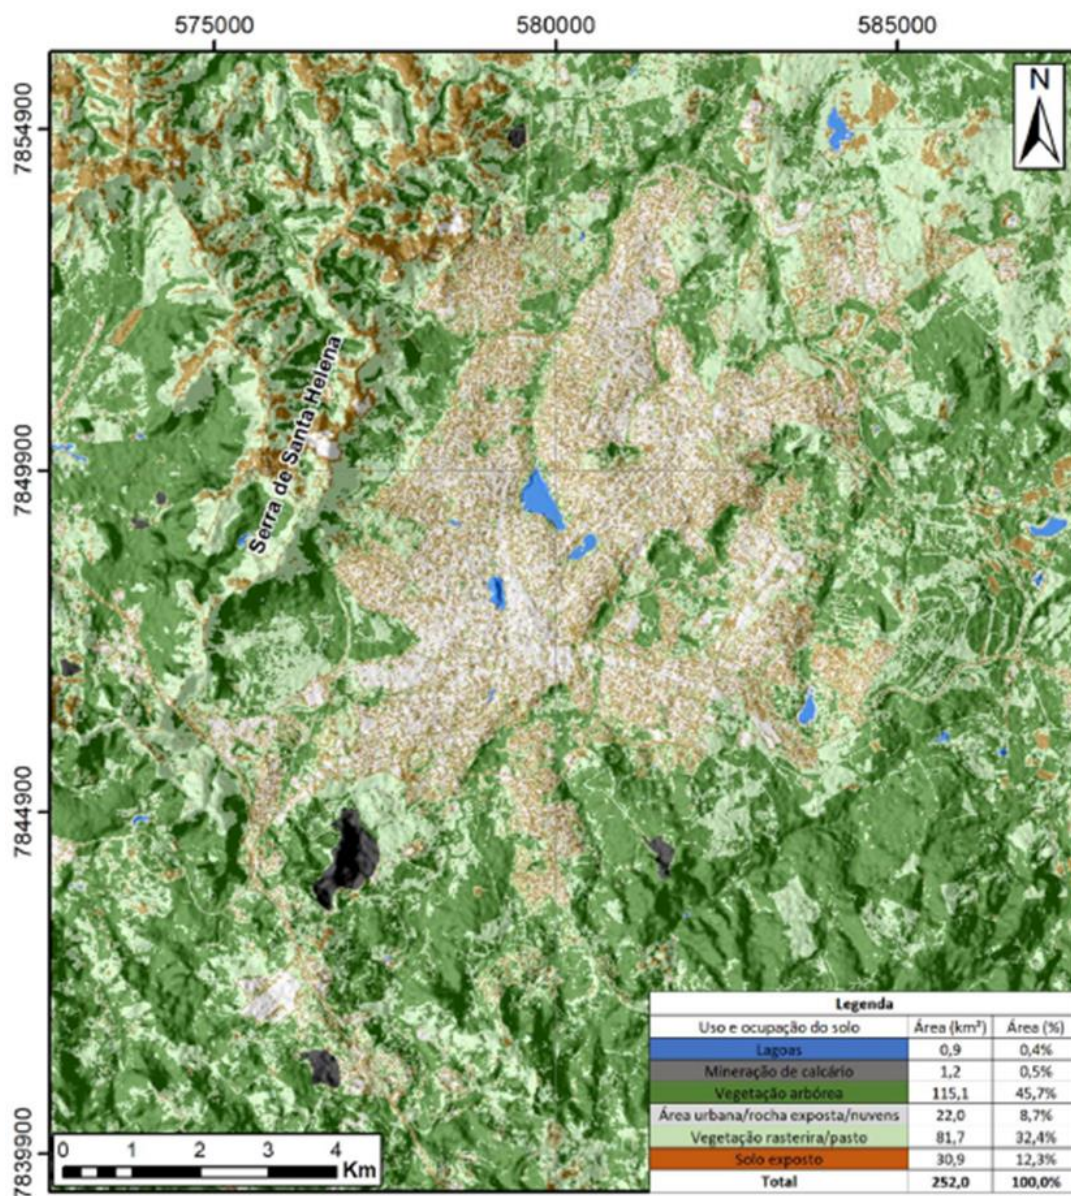 575000 580000 585000
N
7854900
7849900
7844900
7839900
Serra de Santa Helena
Legenda
Uso e ocupação do solo Área (km²) Área (%)
Lagoas 0,9 0,4%
Mineração de calcário 1,2 0,5%
Vegetação arbórea 115,1 45,7%
Área urbana/rocha exposta/nuvens 22,0 8,7%
Vegetação rasterira/pasto 81,7 32,4%
Solo exposto 30,9 12,3%
Total 252,0 100,0%
0 1 2 3 4 Km